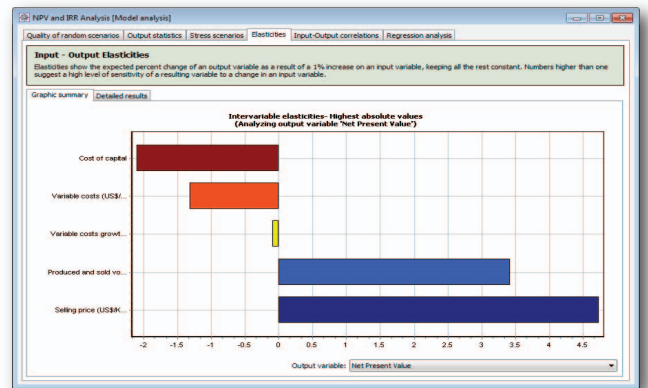 NPV and IRR Analysis [Model analysis]
Quality of random scenarios Output statistics Stress scenarios Elasticities Input-Output correlations Regression analysis
Input - Output Elasticities
Elasticities show the expected percent change of an output variable as a result of a 1% increase on an input variable, keeping all the rest constant. Numbers higher than one
suggest a high level of sensitivity of a resulting variable to a change in an input variable.
Graphic summary Detailed results
Intervariable elasticities- Highest absolute values
(Analyzing output variable 'Net Present Value')
Cost of capital
Variable costs (US$/...
Variable costs growt...
Produced and sold vo...
Selling price (US$/K...
-2 -1.5 -1 -0.5 0 0.5 1 1.5 2 2.5 3 3.5 4 4.5
Output variable: Net Present Value